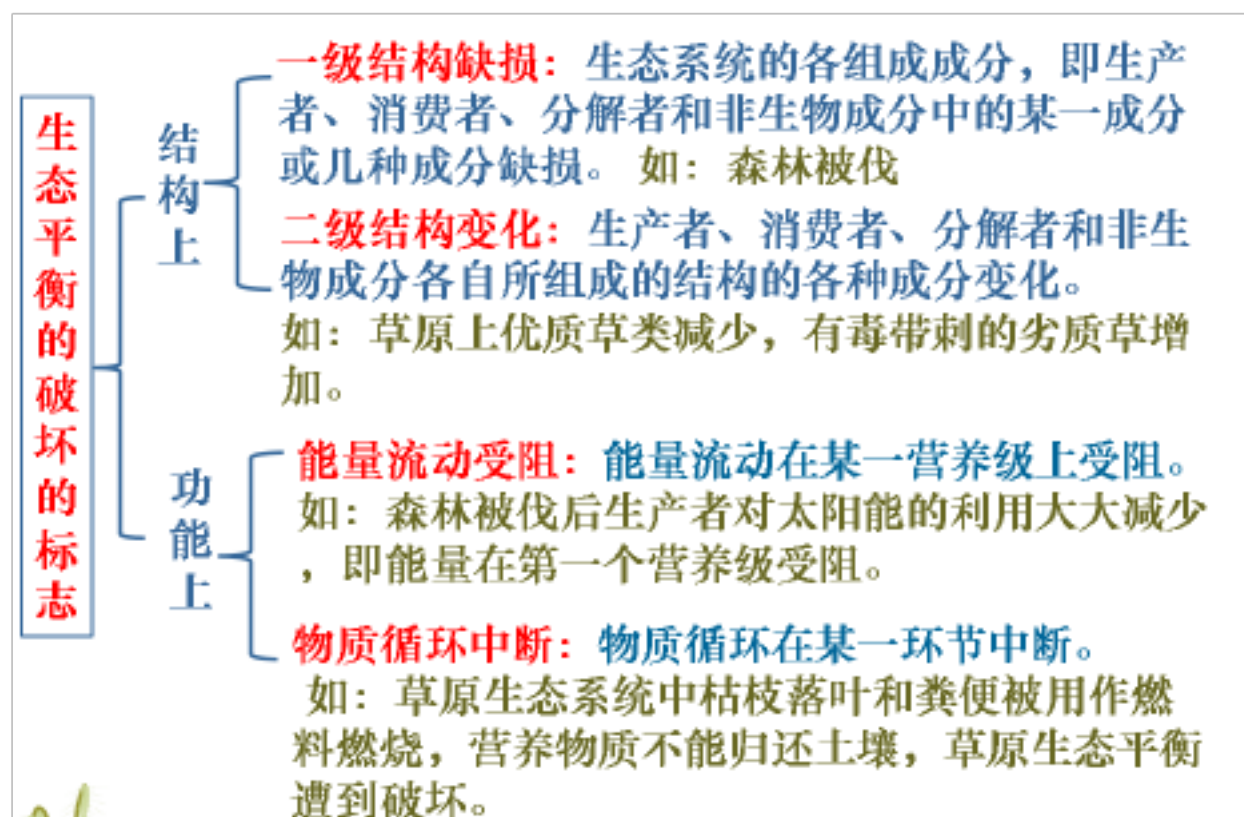 生态平衡的破坏的标志
结构上
一级结构缺损：生态系统的各组成成分，即生产
者、消费者、分解者和非生物成分中的某一成分
或几种成分缺损。如：森林被伐
二级结构变化：生产者、消费者、分解者和非生
物成分各自所组成的结构的各种成分变化。
如：草原上优质草类减少，有毒带刺的劣质草增
加。
功能上
能量流动受阻：能量流动在某一营养级上受阻。
如：森林被伐后生产者对太阳能的利用大大减少
，即能量在第一个营养级受阻。
物质循环中断：物质循环在某一环节中断。
如：草原生态系统中枯枝落叶和粪便被用作燃
料燃烧，营养物质不能归还土壤，草原生态平衡
遭到破坏。